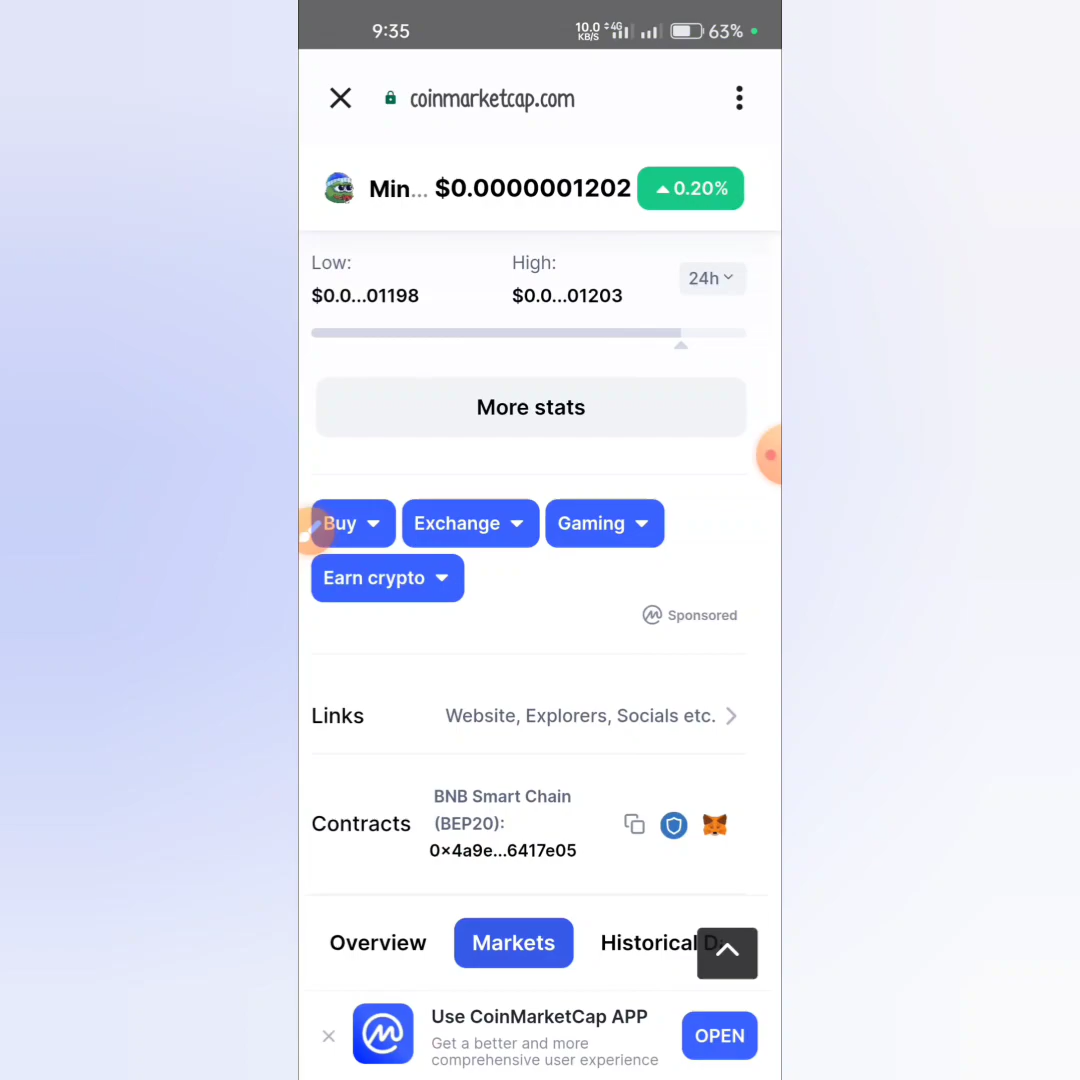 9:35
10.0 KB/S 4G 63%
coinmarketcap.com
Min... $0.0000001202 0.20%
Low: High:
24h
$0.0...01198 $0.0...01203
More stats
Buy Exchange Gaming
Earn crypto
Sponsored
Links Website, Explorers, Socials etc.
BNB Smart Chain
Contracts (BEP20):
0×4a9e...6417e05
Overview Markets Historical
Use CoinMarketCap APP
Get a better and more
comprehensive user experience
OPEN